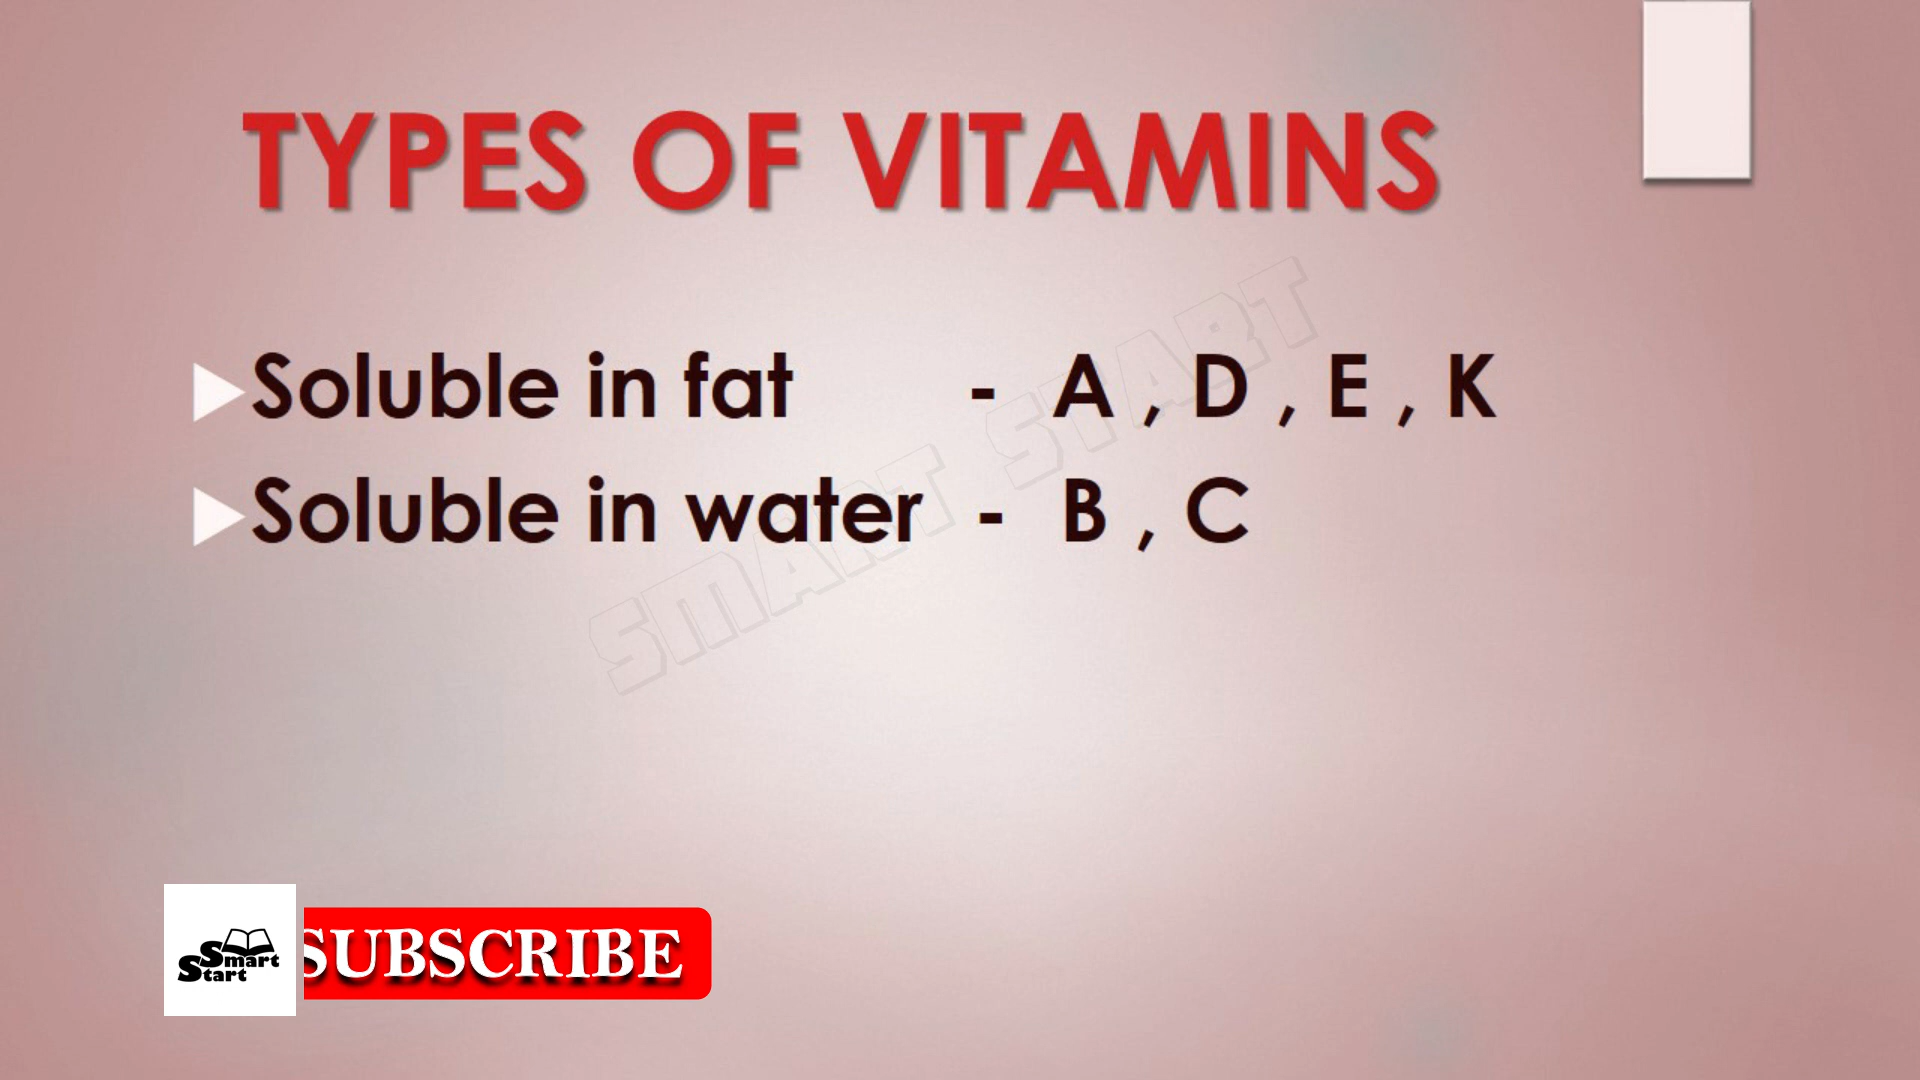 TYPES OF VITAMINS
Soluble in fat - A , D , E , K
Soluble in water - B , C
SMART START
Smart
Start
SUBSCRIBE